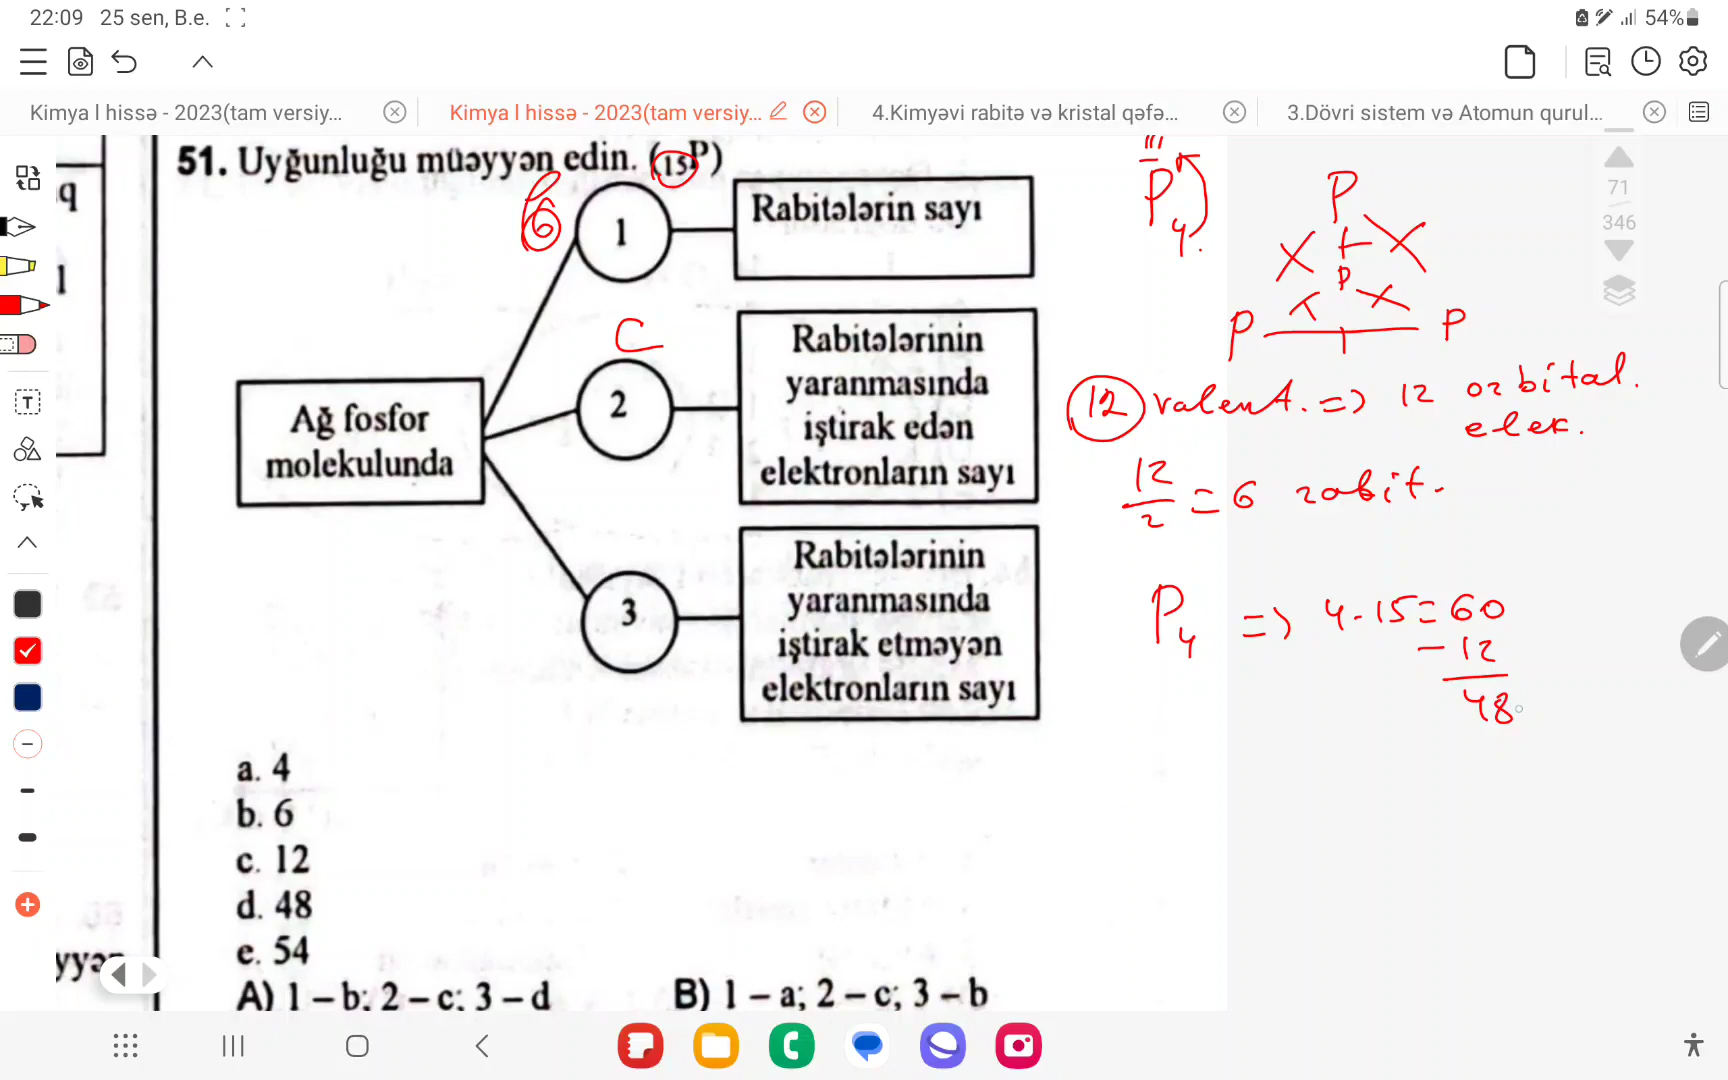 22:09 25 sen, B.e. 54%
Kimya I hissə - 2023(tam versiy... Kimya I hissə - 2023(tam versiy... 4.Kimyəvi rabitə və kristal qəfə... 3.Dövri sistem və Atomun qurul...
71
346
q
l
yyən
51. Uyğunluğu müəyyən edin. (₁₅P)
b
6
1
Rabitələrin sayı
C
Ağ fosfor
molekulunda
2
Rabitələrinin
yaranmasında
iştirak edən
elektronların sayı
3
Rabitələrinin
yaranmasında
iştirak etməyən
elektronların sayı
a. 4
b. 6
c. 12
d. 48
e. 54
A) 1 – b; 2 – c; 3 – d B) 1 – a; 2 – c; 3 – b
III
P₄
P
P
P P
12 valent. => 12 orbital.
elek.
12/2 = 6 rabit.
P₄ => 4 · 15 = 60
- 12
48
T